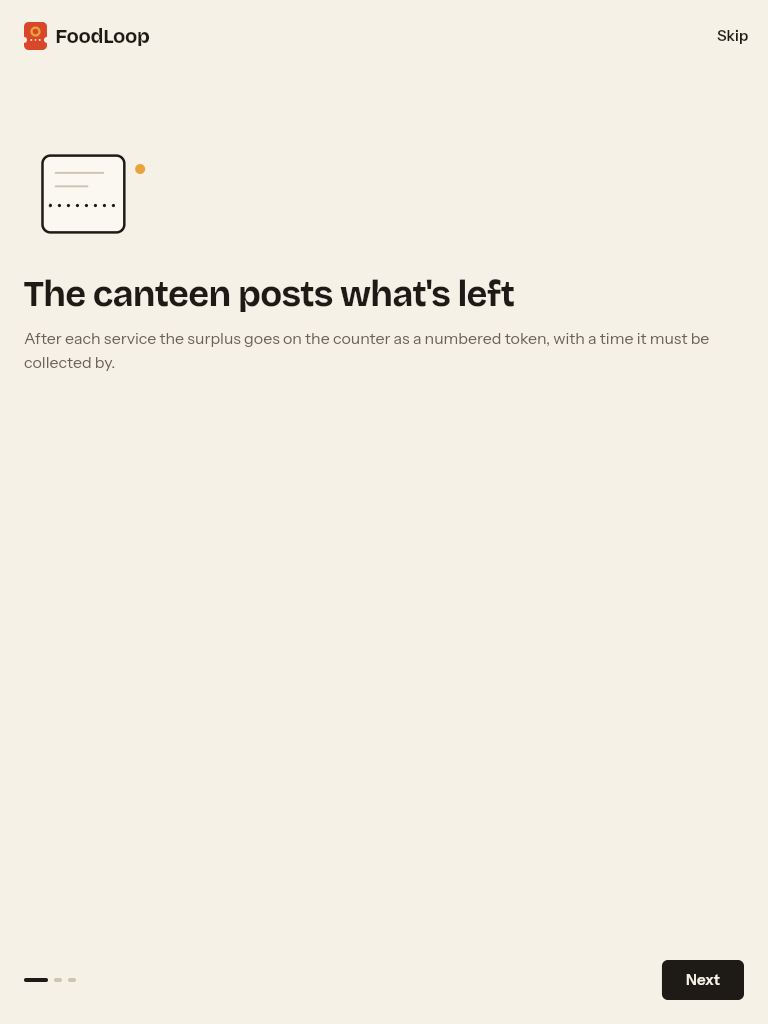 FoodLoop
Skip
The canteen posts what's left
After each service the surplus goes on the counter as a numbered token, with a time it must be
collected by.
Next